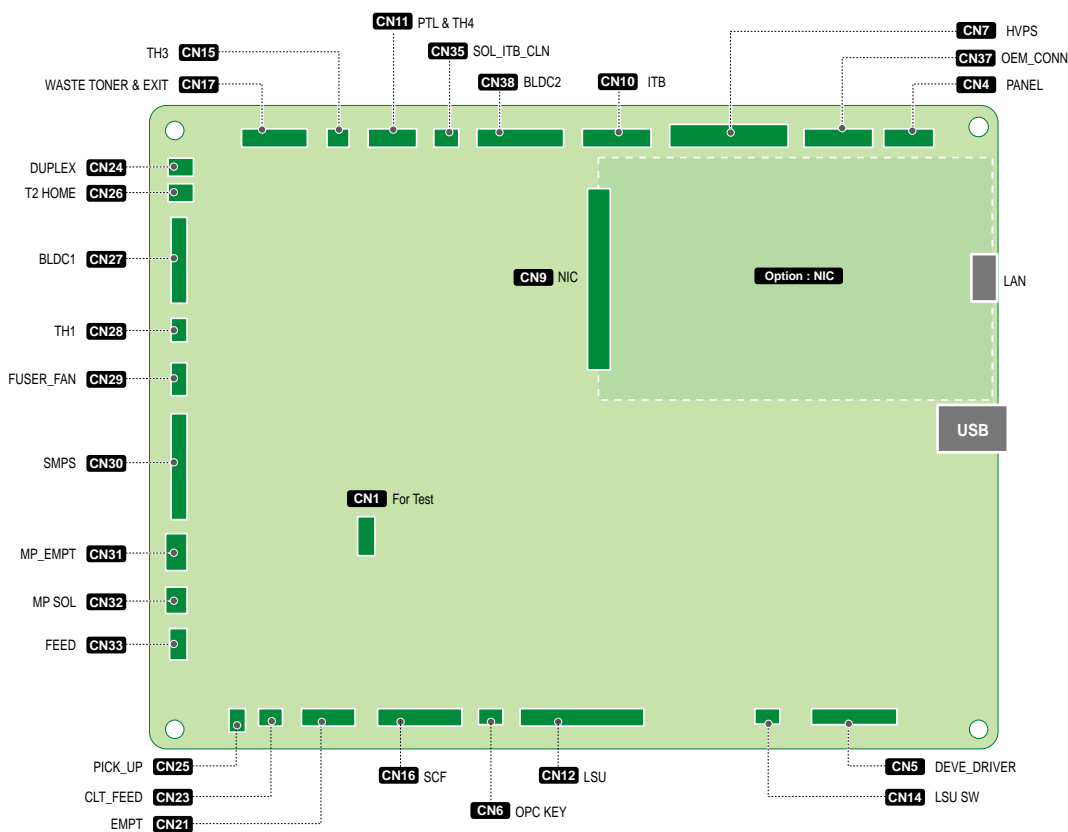 CN11 PTL & TH4
CN7 HVPS
TH3 CN15
CN35 SOL_ITB_CLN
CN37 OEM_CONN
WASTE TONER & EXIT CN17
CN38 BLDC2
CN10 ITB
CN4 PANEL
DUPLEX CN24
T2 HOME CN26
BLDC1 CN27
CN9 NIC
Option : NIC
LAN
TH1 CN28
FUSER_FAN CN29
USB
SMPS CN30
CN1 For Test
MP_EMPT CN31
MP SOL CN32
FEED CN33
PICK_UP CN25
CN16 SCF
CN12 LSU
CN5 DEVE_DRIVER
CLT_FEED CN23
CN6 OPC KEY
CN14 LSU SW
EMPT CN21